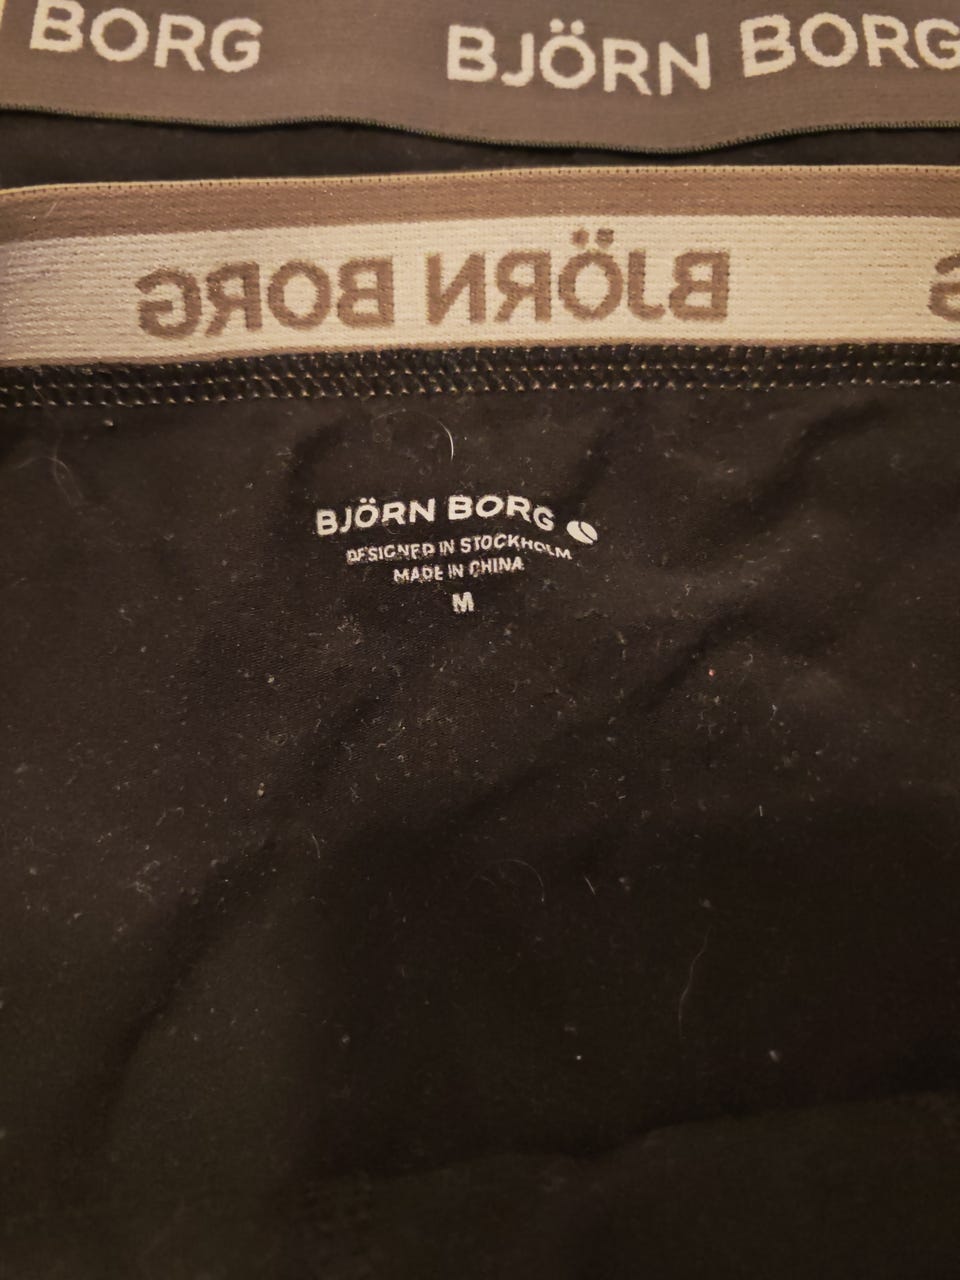 BORG BJÖRN BORG
BJÖRN BORG
BJÖRN BORG
DESIGNED IN STOCKHOLM
MADE IN CHINA
M